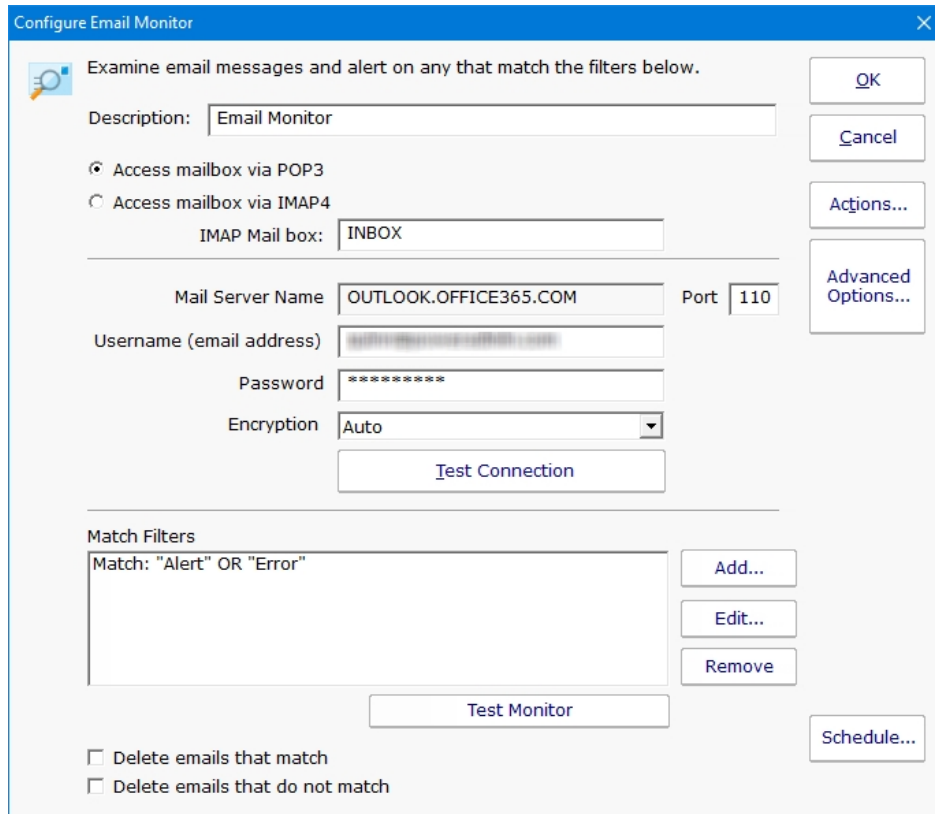 Configure Email Monitor
Examine email messages and alert on any that match the filters below.
OK
Description: Email Monitor
Cancel
Access mailbox via POP3
Access mailbox via IMAP4
Actions...
IMAP Mail box: INBOX
Advanced
Options...
Mail Server Name OUTLOOK.OFFICE365.COM Port 110
Username (email address)
Password *********
Encryption Auto
Test Connection
Match Filters
Match: "Alert" OR "Error"
Add...
Edit...
Remove
Test Monitor
Schedule...
Delete emails that match
Delete emails that do not match